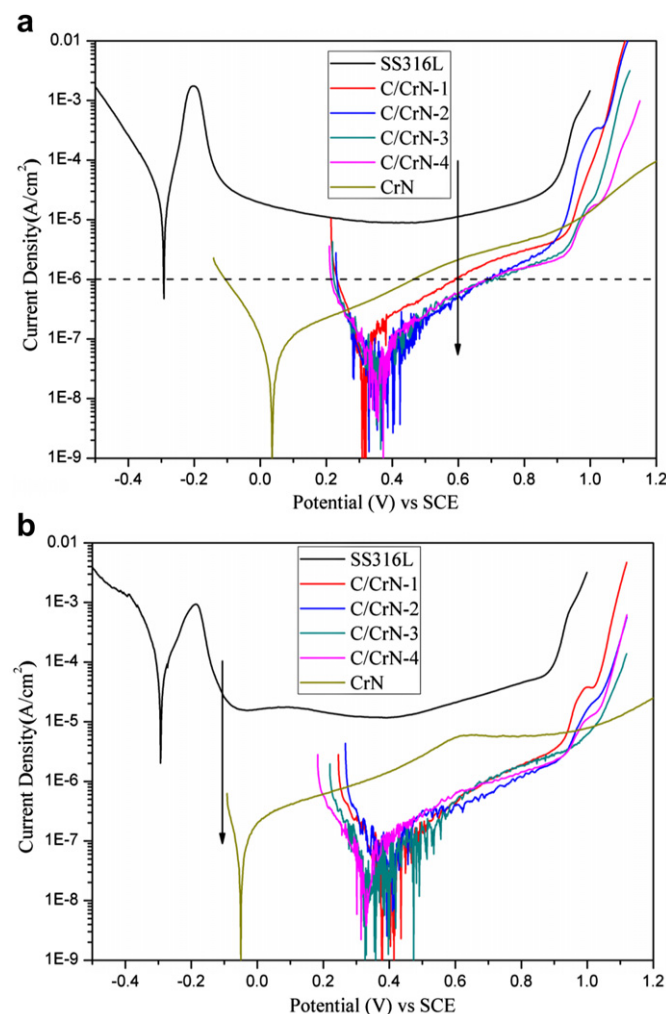 a
0.01
1E-3
1E-4
1E-5
1E-6
1E-7
1E-8
1E-9
Current Density(A/cm²)
SS316L
C/CrN-1
C/CrN-2
C/CrN-3
C/CrN-4
CrN
-0.4 -0.2 0.0 0.2 0.4 0.6 0.8 1.0 1.2
Potential (V) vs SCE
b
0.01
1E-3
1E-4
1E-5
1E-6
1E-7
1E-8
1E-9
Current Density(A/cm²)
SS316L
C/CrN-1
C/CrN-2
C/CrN-3
C/CrN-4
CrN
-0.4 -0.2 0.0 0.2 0.4 0.6 0.8 1.0 1.2
Potential (V) vs SCE